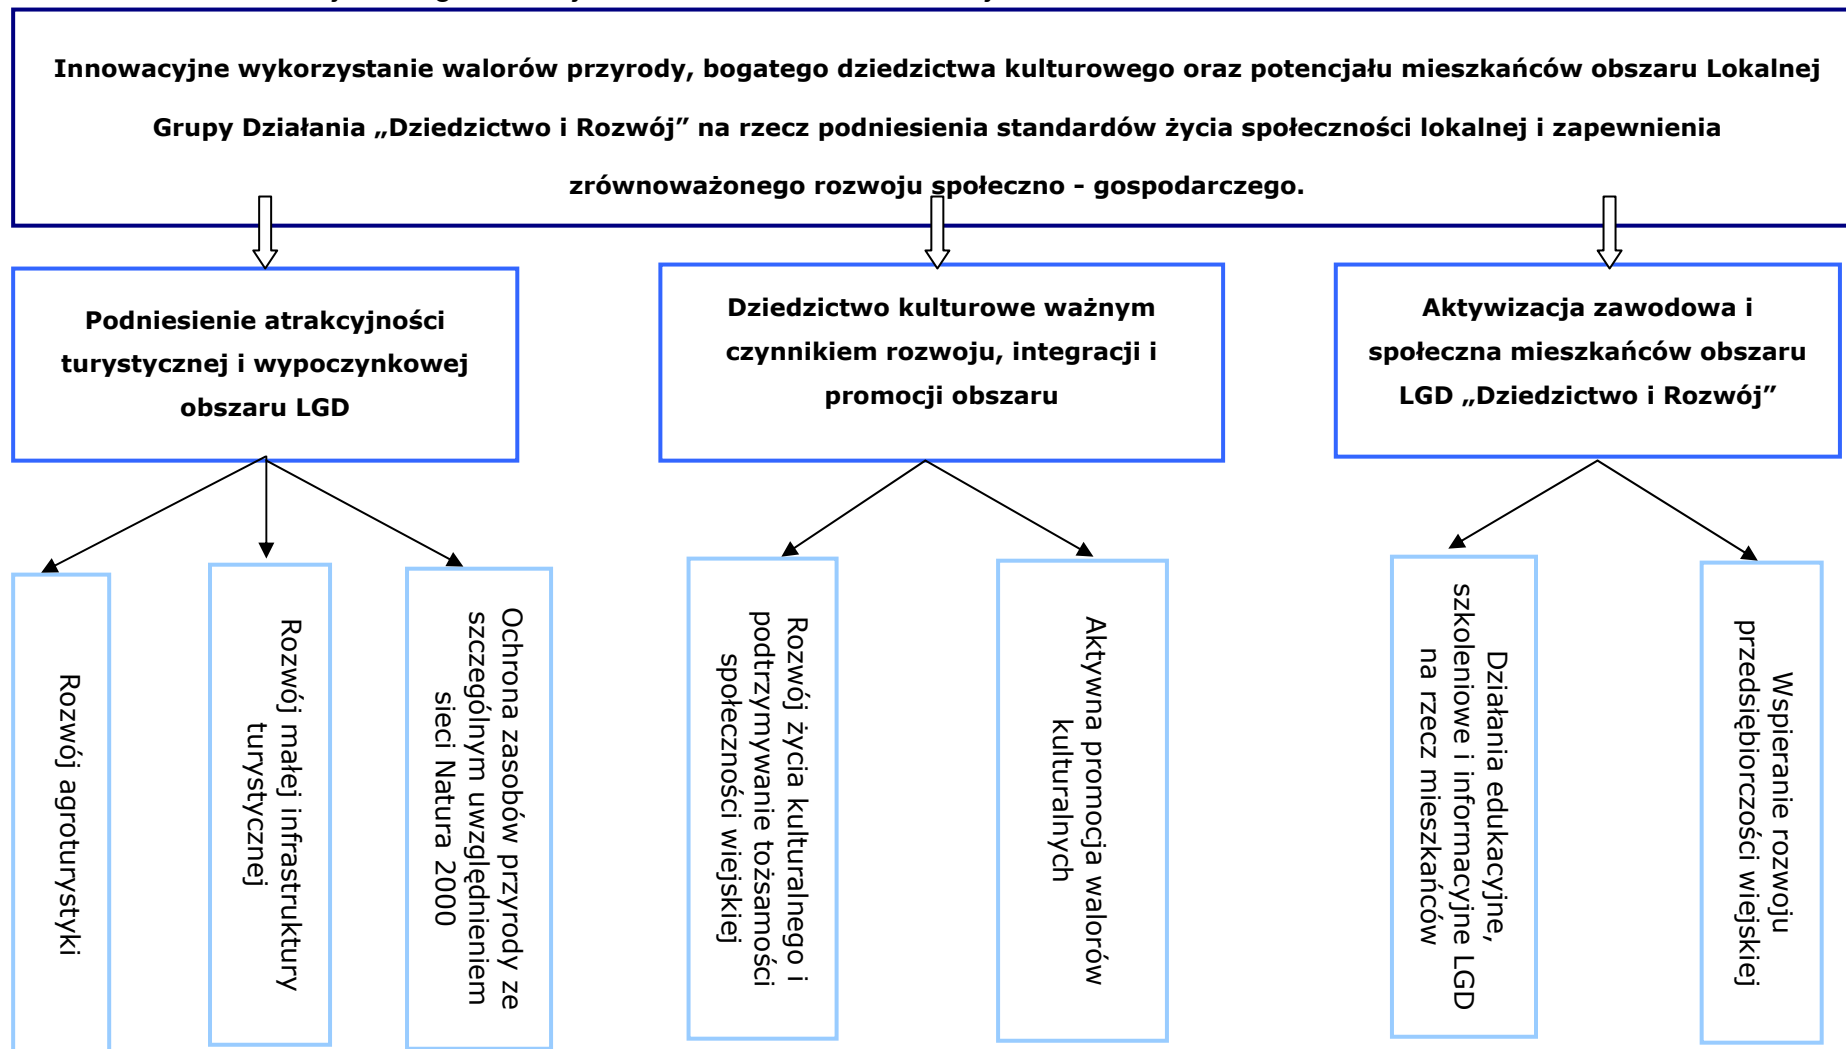 Innowacyjne wykorzystanie walorów przyrody, bogatego dziedzictwa kulturowego oraz potencjału mieszkańców obszaru Lokalnej
Grupy Działania „Dziedzictwo i Rozwój” na rzecz podniesienia standardów życia społeczności lokalnej i zapewnienia
zrównoważonego rozwoju społeczno - gospodarczego.
Podniesienie atrakcyjności
turystycznej i wypoczynkowej
obszaru LGD
Dziedzictwo kulturowe ważnym
czynnikiem rozwoju, integracji i
promocji obszaru
Aktywizacja zawodowa i
społeczna mieszkańców obszaru
LGD „Dziedzictwo i Rozwój”
Rozwój agroturystyki
Rozwój małej infrastruktury
turystycznej
Ochrona zasobów przyrody ze
szczególnym uwzględnieniem
sieci Natura 2000
Rozwój życia kulturalnego i
podtrzymywanie tożsamości
społeczności wiejskiej
Aktywna promocja walorów
kulturalnych
Działania edukacyjne,
szkoleniowe i informacyjne LGD
na rzecz mieszkańców
Wspieranie rozwoju
przedsiębiorczości wiejskiej